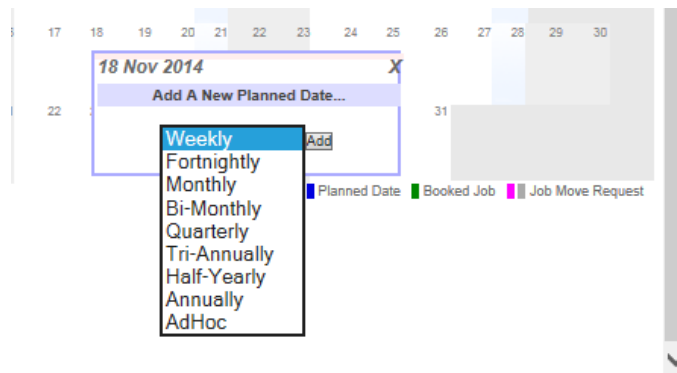 17 18 19 20 21 22 23 24 25 26 27 28 29 30
18 Nov 2014 X
Add A New Planned Date...
22 31
Weekly Add
Fortnightly
Monthly
Planned Date Booked Job Job Move Request
Bi-Monthly
Quarterly
Tri-Annually
Half-Yearly
Annually
AdHoc